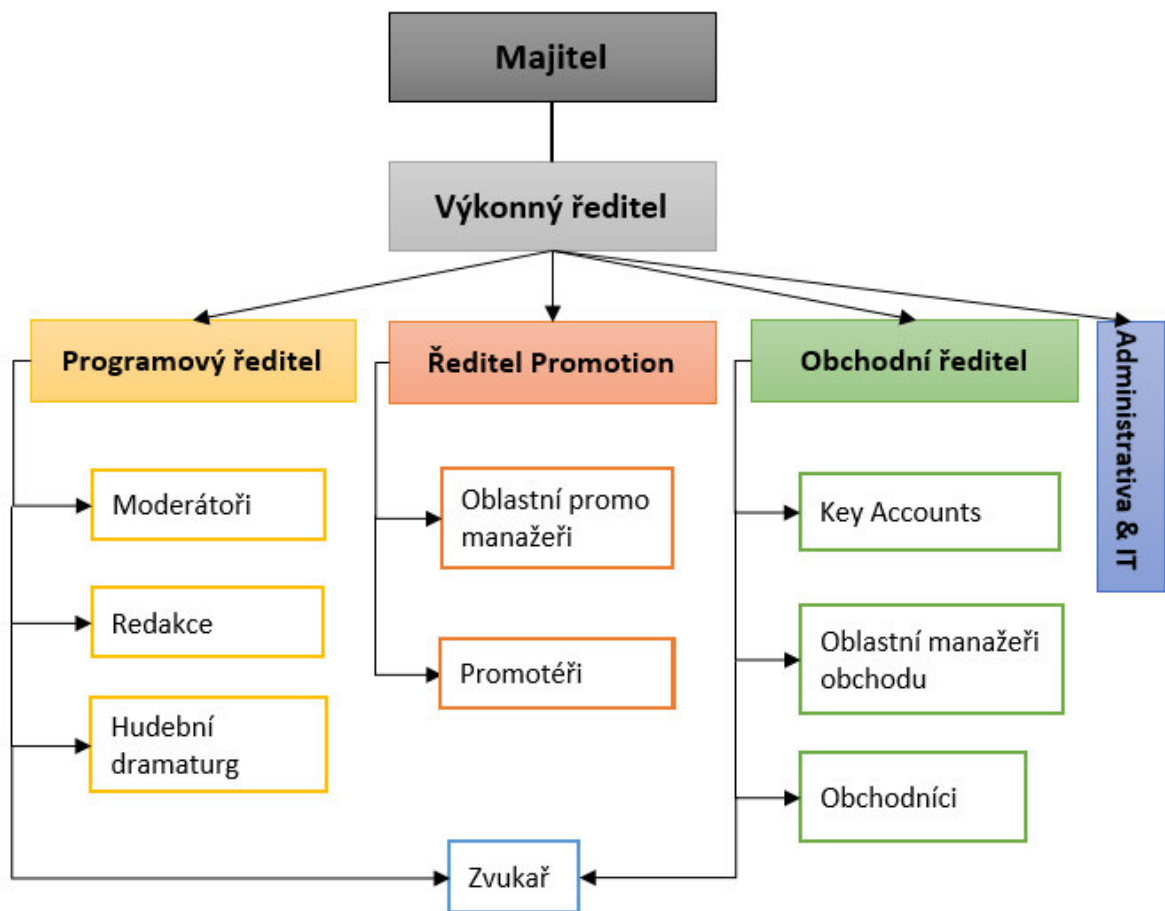 Majitel
Výkonný ředitel
Programový ředitel
Ředitel Promotion
Obchodní ředitel
Administrativa & IT
Moderátoři
Redakce
Hudební
dramaturg
Oblastní promo
manažeři
Promotéři
Key Accounts
Oblastní manažeři
obchodu
Obchodníci
Zvukař